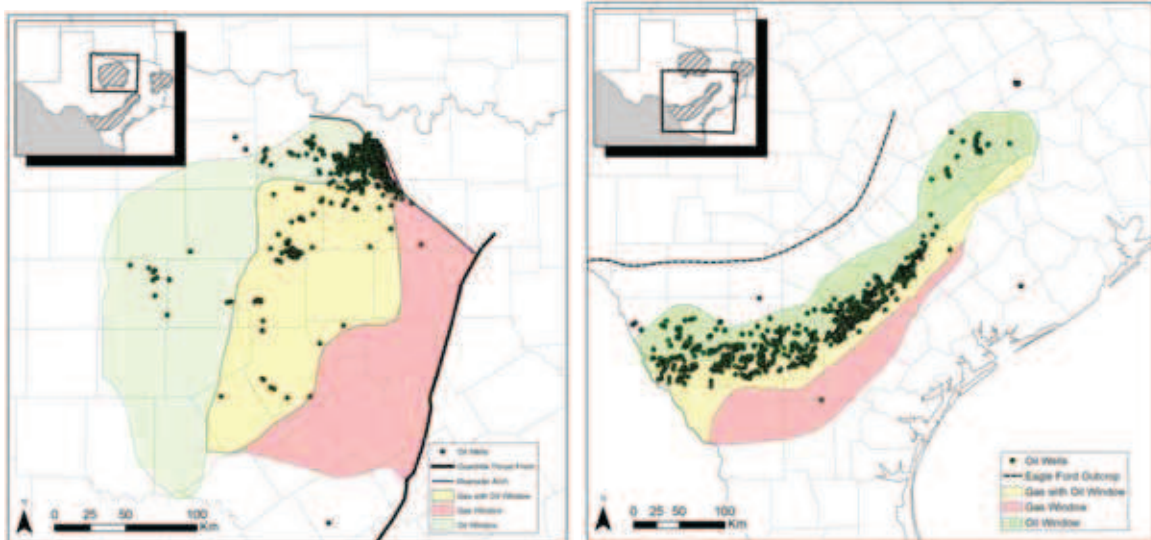 Oil Wells
Ouachita Thrust Front
Muenster Arch
Gas with Oil Window
Gas Window
Oil Window
N
0 25 50 100
Km
Oil Wells
Eagle Ford Outcrop
Gas with Oil Window
Gas Window
Oil Window
0 25 50 100
Km